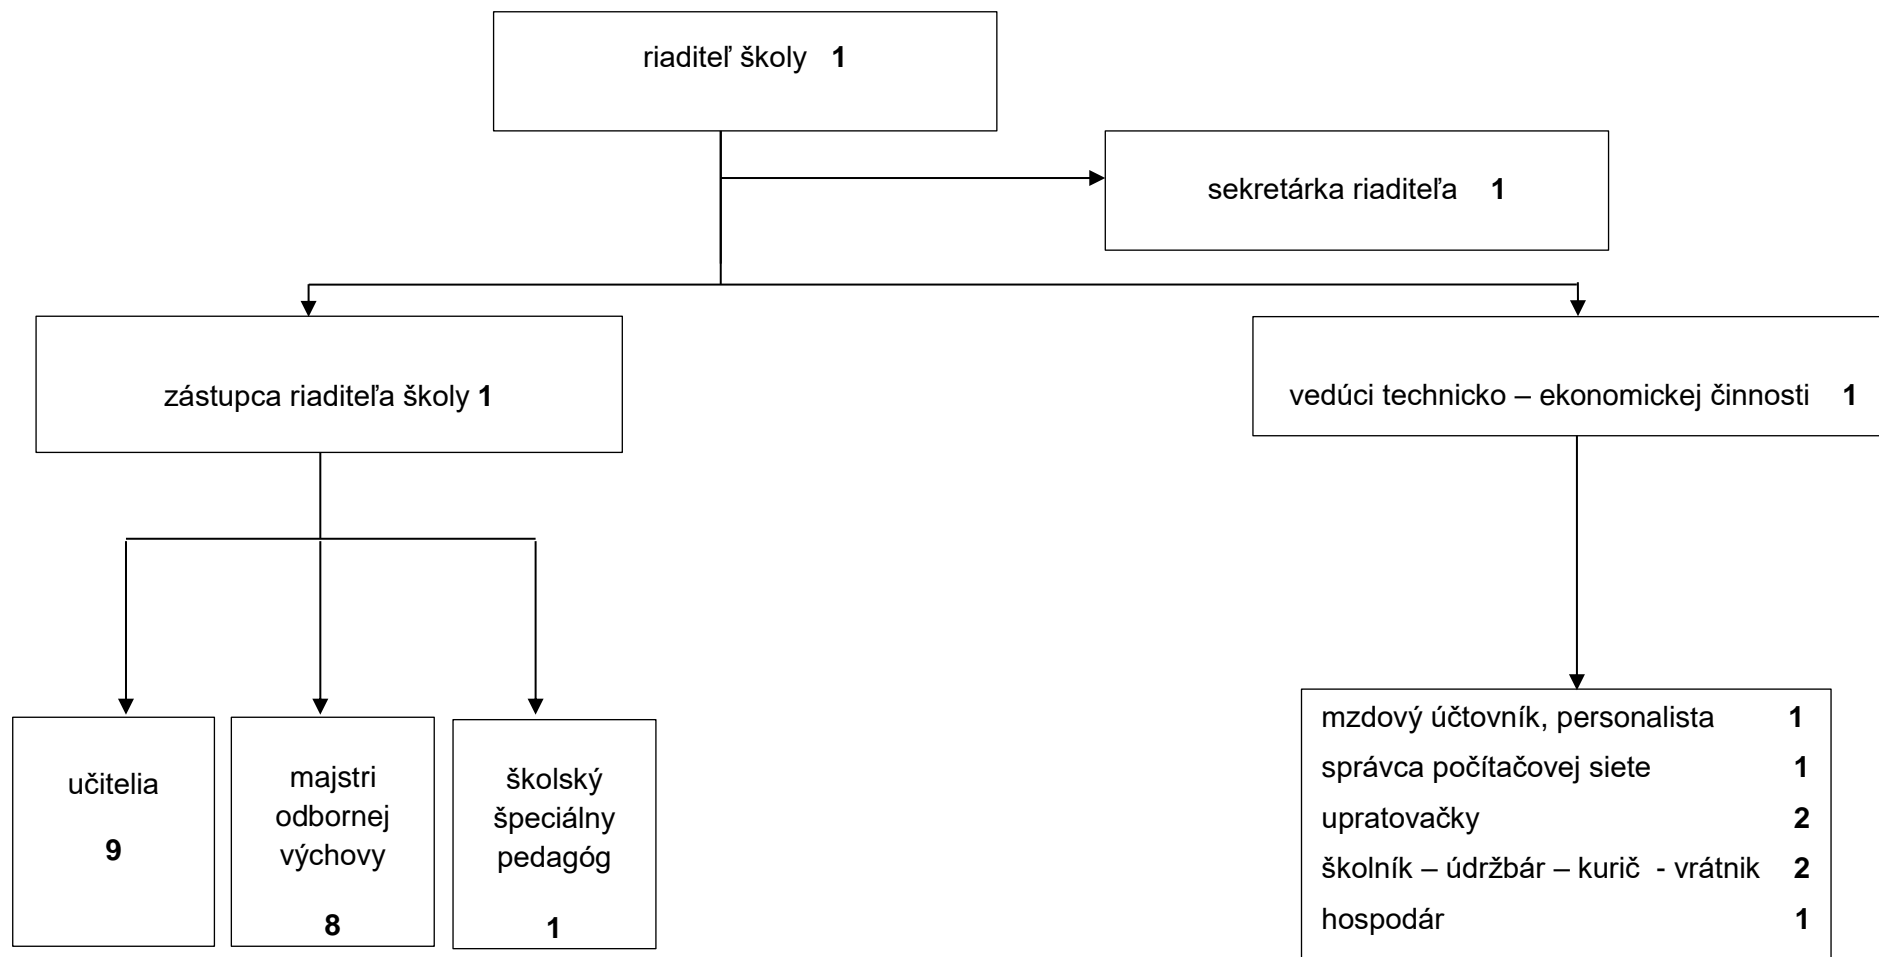 riaditeľ školy 1
sekretárka riaditeľa 1
zástupca riaditeľa školy 1
vedúci technicko – ekonomickej činnosti 1
učitelia
9
majstri
odbornej
výchovy
8
školský
špeciálny
pedagóg
1
mzdový účtovník, personalista 1
správca počítačovej siete 1
upratovačky 2
školník – údržbár – kurič - vrátnik 2
hospodár 1